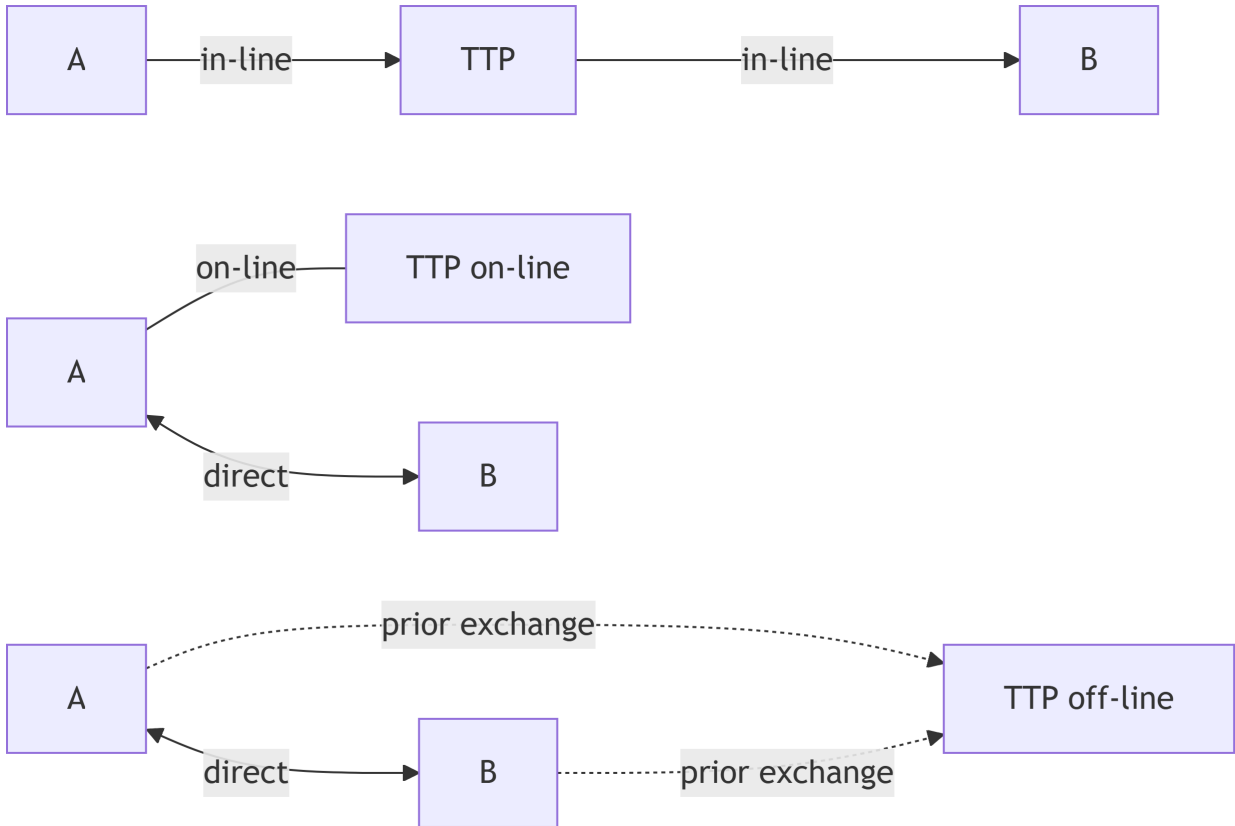 A
in-line
TTP
in-line
B
on-line
TTP on-line
A
direct
B
prior exchange
A
TTP off-line
direct
B
prior exchange